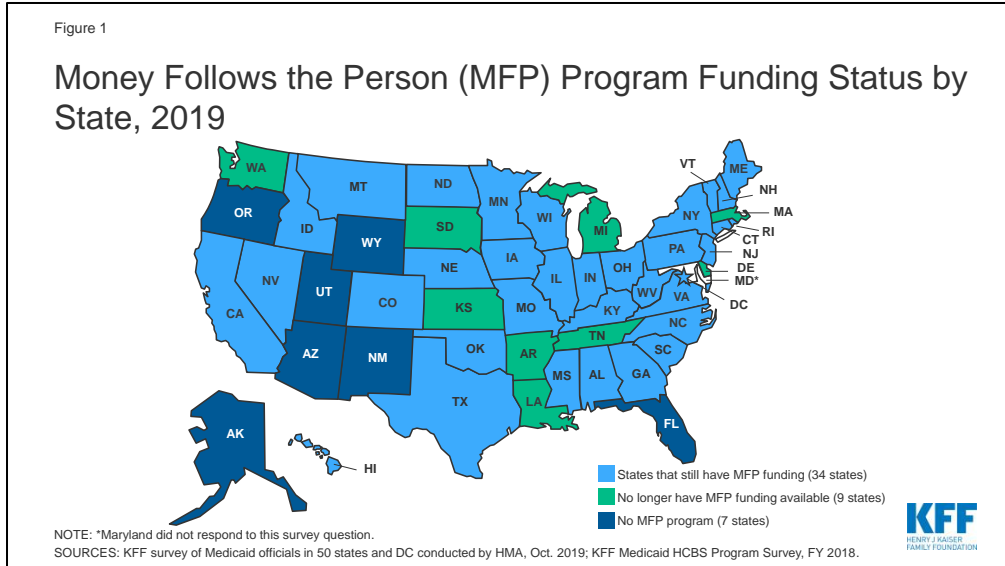 Figure 1
Money Follows the Person (MFP) Program Funding Status by
State, 2019
WA
OR
CA
NV
ID
MT
WY
UT
AZ
CO
NM
ND
SD
NE
KS
OK
TX
MN
IA
MO
AR
LA
WI
IL
MI
IN
OH
KY
TN
MS
AL
GA
FL
SC
NC
VA
WV
PA
NY
VT
ME
NH
MA
RI
CT
NJ
DE
MD*
DC
AK
HI
States that still have MFP funding (34 states)
No longer have MFP funding available (9 states)
No MFP program (7 states)
NOTE: *Maryland did not respond to this survey question.
SOURCES: KFF survey of Medicaid officials in 50 states and DC conducted by HMA, Oct. 2019; KFF Medicaid HCBS Program Survey, FY 2018.
KFF
HENRY J KAISER
FAMILY FOUNDATION